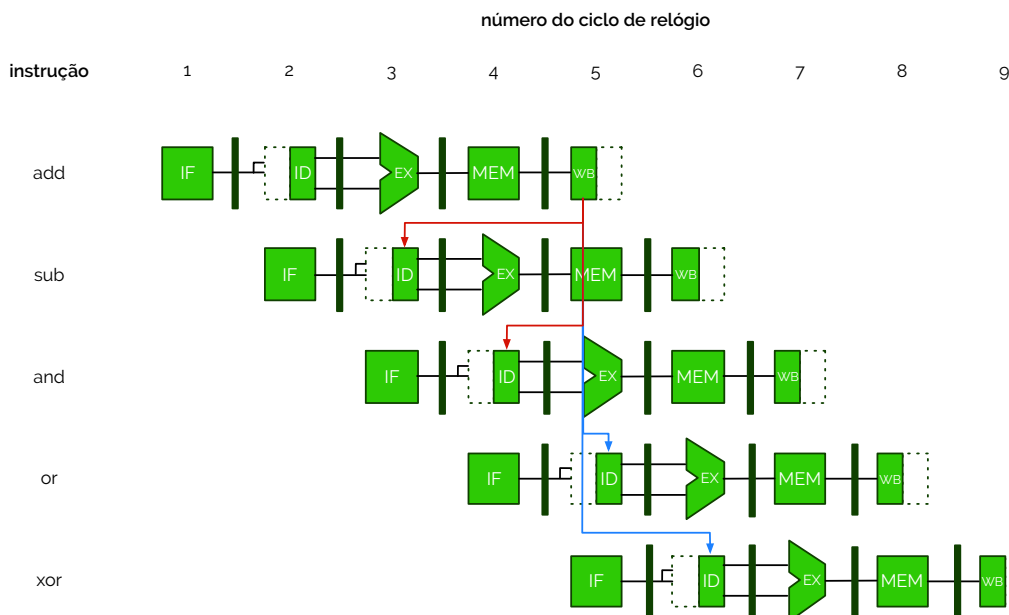 número do ciclo de relógio
instrução 1 2 3 4 5 6 7 8 9
add IF ID EX MEM WB
sub IF ID EX MEM WB
and IF ID EX MEM WB
or IF ID EX MEM WB
xor IF ID EX MEM WB